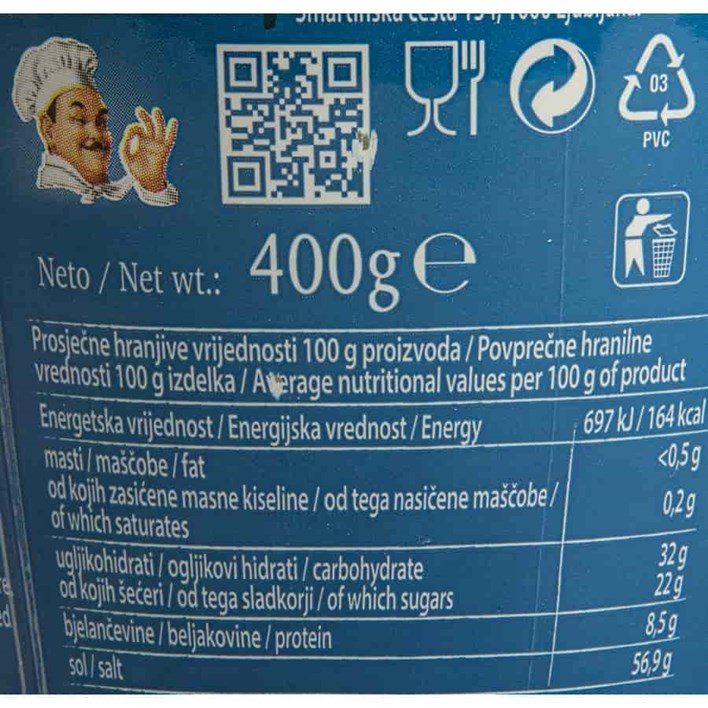 03
PVC
Neto / Net wt.: 400g e
Prosječne hranjive vrijednosti 100 g proizvoda / Povprečne hranilne
vrednosti 100 g izdelka / Average nutritional values per 100 g of product
Energetska vrijednost / Energijska vrednost / Energy 697 kJ / 164 kcal
masti / maščobe / fat <0,5 g
od kojih zasićene masne kiseline / od tega nasičene maščobe /
of which saturates 0,2 g
ugljikohidrati / ogljikovi hidrati / carbohydrate 32 g
od kojih šećeri / od tega sladkorji / of which sugars 22 g
bjelančevine / beljakovine / protein 8,5 g
sol / salt 56,9 g